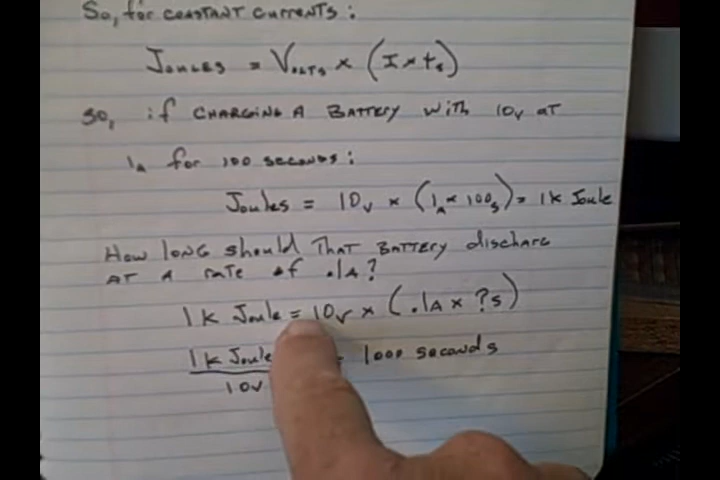 So, for CONSTANT CURRENTS:
Joules = Volts × (I × ts)
So, if CHARGING A BATTERY with 10v AT
1A for 100 seconds:
Joules = 10v × (1A × 100s) = 1k Joule
How long should That BATTERY discharc
AT A rate of .1A?
1k Joule = 10v × (.1A × ?s)
1k Joule = 1000 seconds
10v